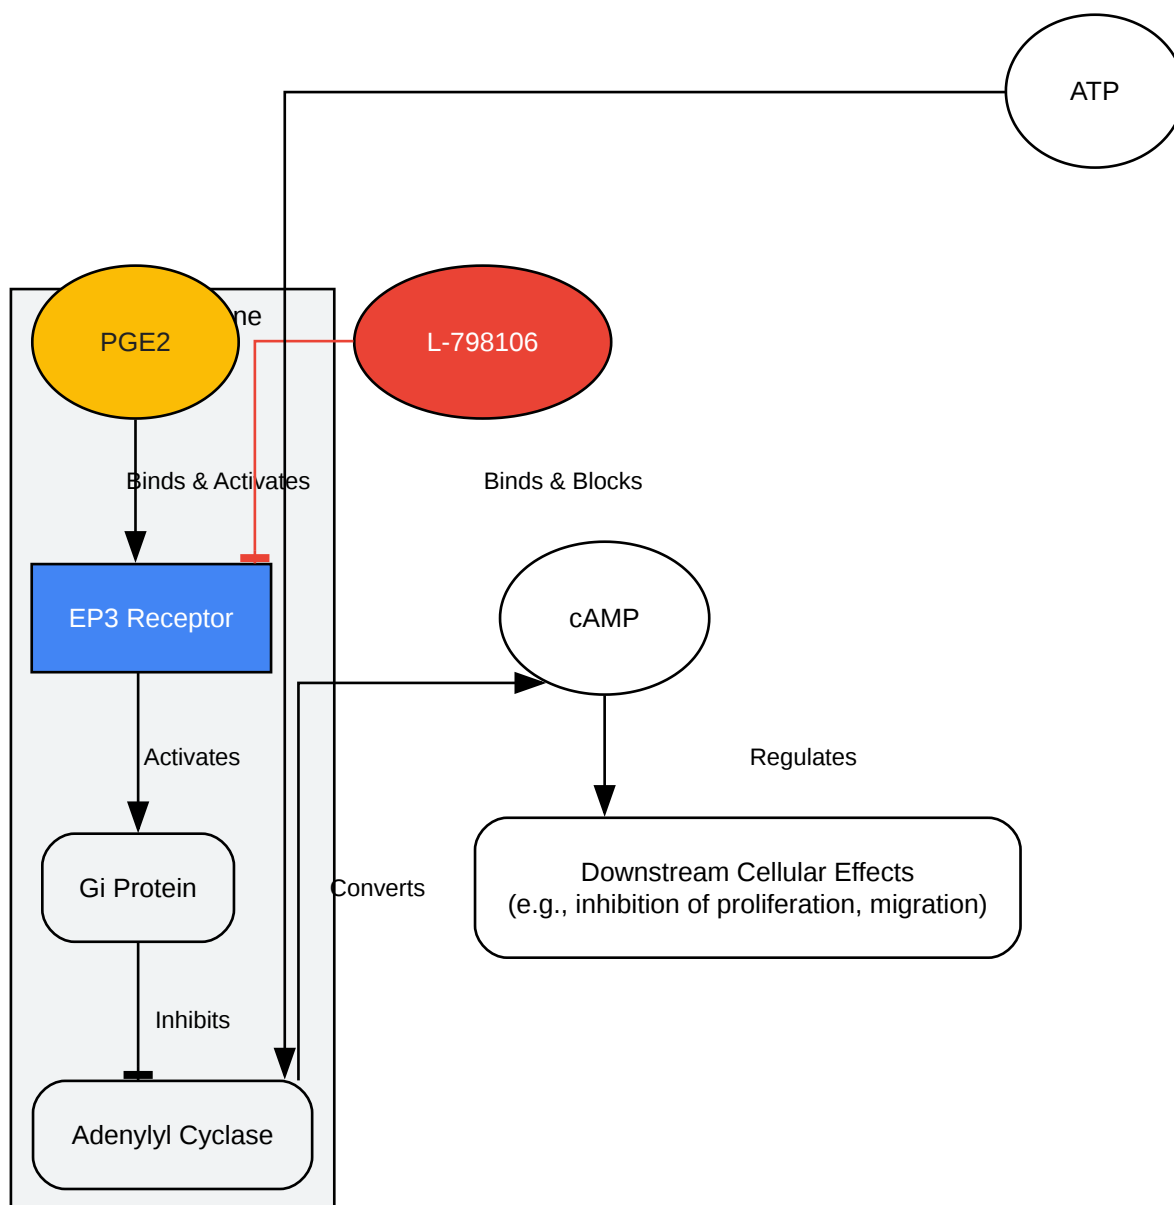 ATP
PGE2
L-798106
Binds & Activates
Binds & Blocks
EP3 Receptor
cAMP
Activates
Regulates
Gi Protein
Converts
Downstream Cellular Effects
(e.g., inhibition of proliferation, migration)
Inhibits
Adenylyl Cyclase